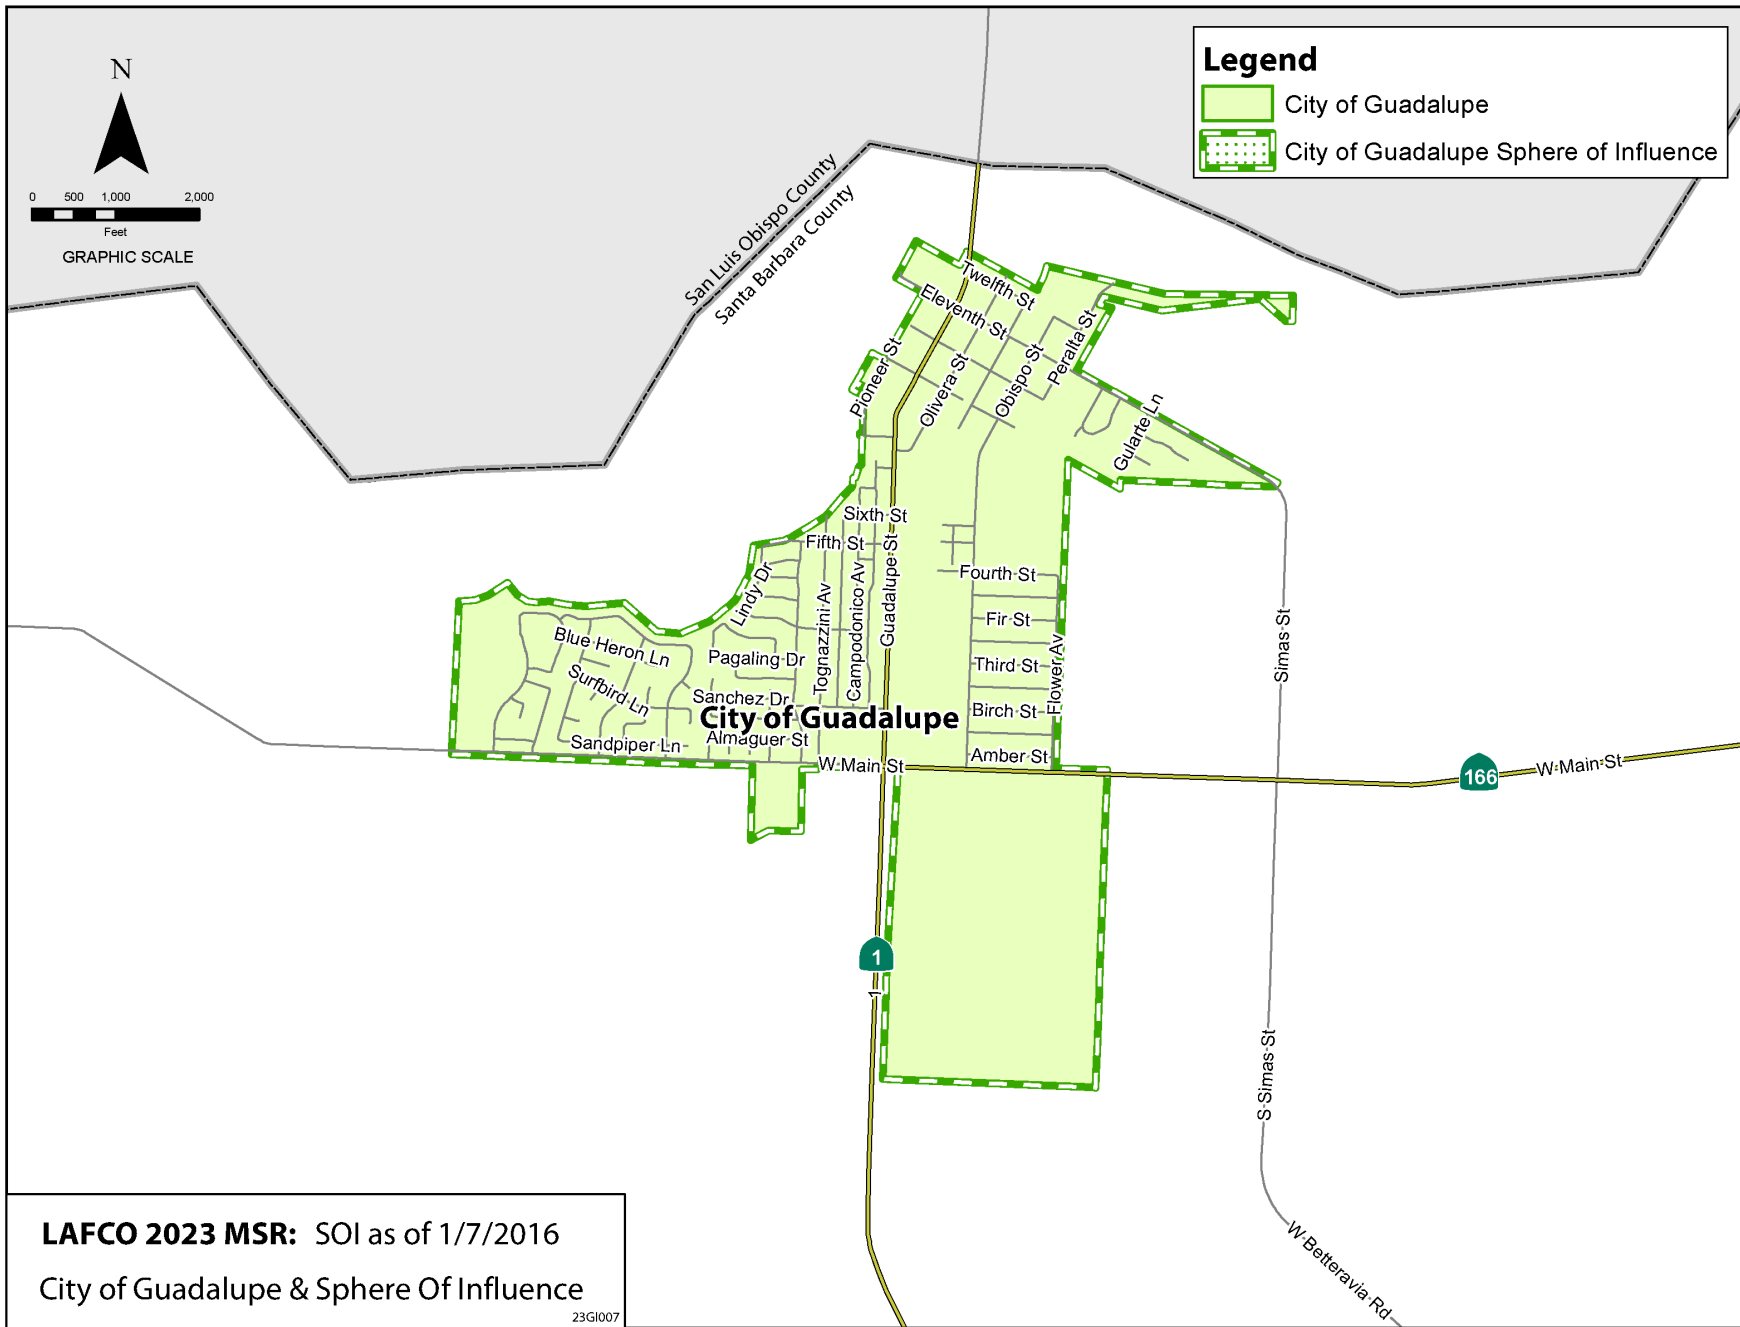 N
0 500 1,000 2,000
Feet
GRAPHIC SCALE
Legend
City of Guadalupe
City of Guadalupe Sphere of Influence
San Luis Obispo County
Santa Barbara County
Twelfth St
Eleventh St
Peralta St
Pioneer St
Olivera St
Obispo St
Gularte Ln
Sixth St
Fifth St
Lindy Dr
Tognazzini Av
Campodonico Av
Guadalupe St
Fourth St
Fir St
Third St
Flower Av
Birch St
Amber St
Simas St
Blue Heron Ln
Surfbird Ln
Pagaling Dr
Sanchez Dr
City of Guadalupe
Almaguer St
Sandpiper Ln
W Main St
166
W Main St
1
1
S Simas St
W Betteravia Rd
LAFCO 2023 MSR: SOI as of 1/7/2016
City of Guadalupe & Sphere Of Influence
23GI007